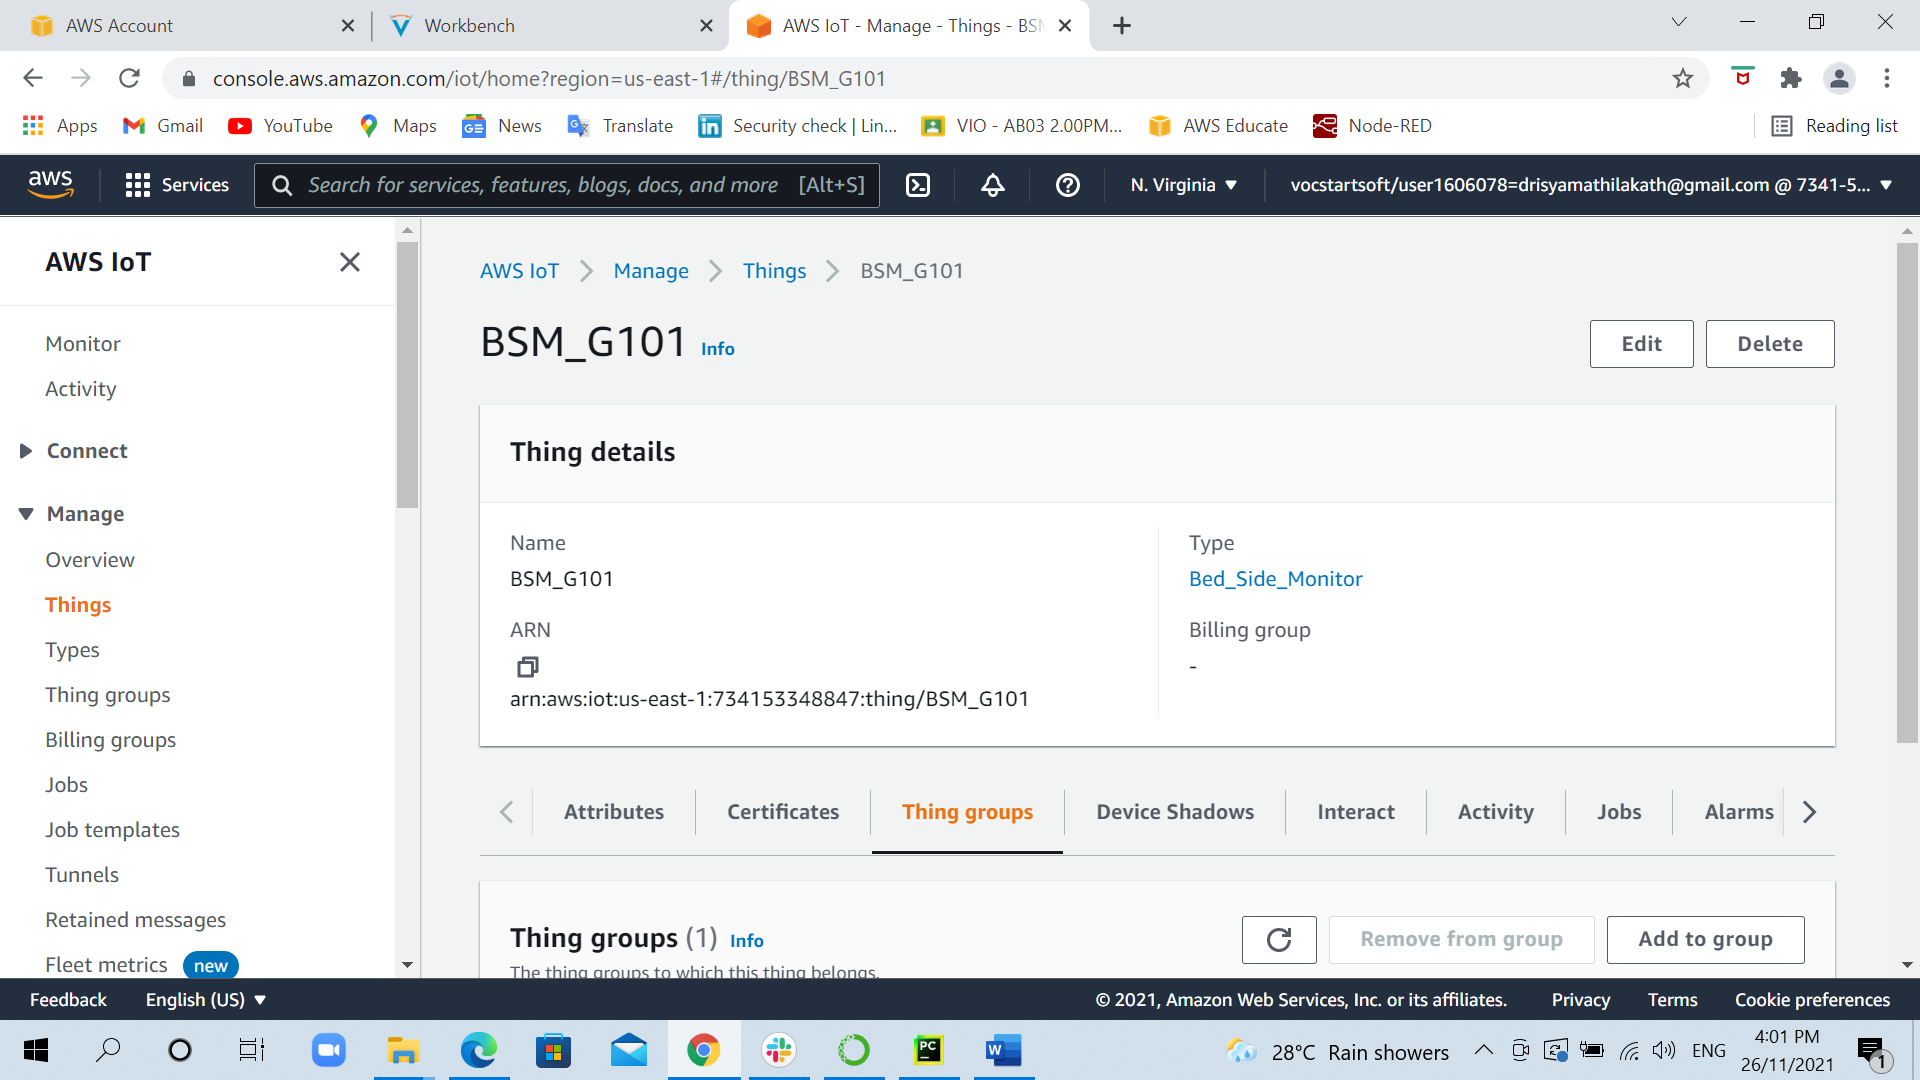 AWS Account
Workbench
AWS IoT - Manage - Things - BSM
console.aws.amazon.com/iot/home?region=us-east-1#/thing/BSM_G101
Apps
Gmail
YouTube
Maps
News
Translate
Security check | Lin...
VIO - AB03 2.00PM...
AWS Educate
Node-RED
Reading list
aws
Services
Search for services, features, blogs, docs, and more [Alt+S]
N. Virginia
vocstartsoft/user1606078=drisyamathilakath@gmail.com @ 7341-5...
AWS IoT
Monitor
Activity
Connect
Manage
Overview
Things
Types
Thing groups
Billing groups
Jobs
Job templates
Tunnels
Retained messages
Fleet metrics new
AWS IoT
Manage
Things
BSM_G101
BSM_G101 Info
Edit
Delete
Thing details
Name
BSM_G101
ARN
arn:aws:iot:us-east-1:734153348847:thing/BSM_G101
Type
Bed_Side_Monitor
Billing group
-
Attributes
Certificates
Thing groups
Device Shadows
Interact
Activity
Jobs
Alarms
Thing groups (1) Info
The thing groups to which this thing belongs.
Remove from group
Add to group
Feedback
English (US)
© 2021, Amazon Web Services, Inc. or its affiliates.
Privacy
Terms
Cookie preferences
28°C Rain showers
ENG
4:01 PM
26/11/2021
1